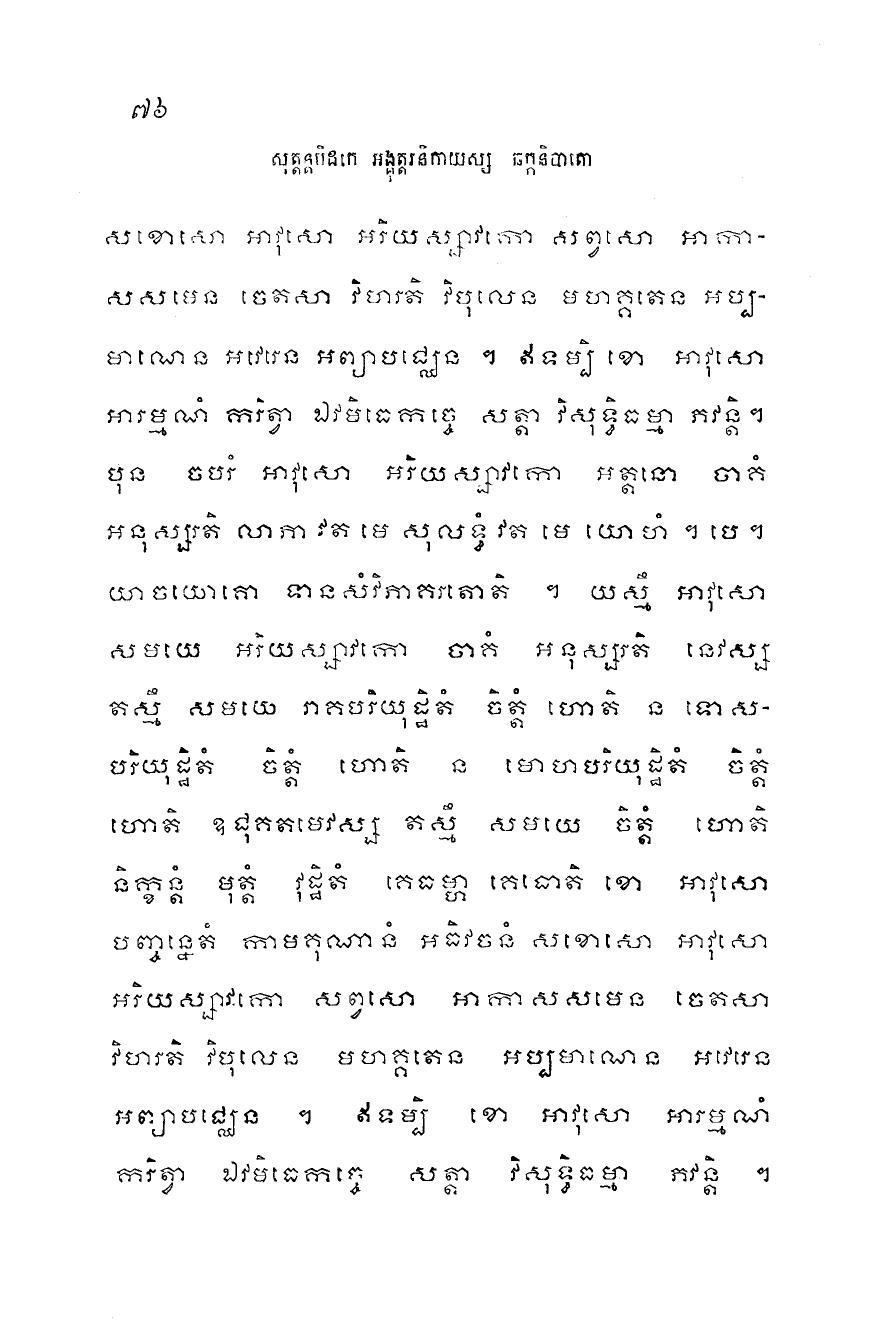 ៧៦
សុត្តន្តបិដកេ អង្គុត្តរនិកាយស្ស ឆក្កនិបាតោ
សខោសោ អាវុសោ អរិយស្សាវកោ សព្វសោ អាកា-
សសមេន ចេតសា វិហរតិ វិបុលេន មហគ្គតេន អប្ប-
មាណេន អវេរេន អព្យាបជ្ឈេន ។ ឥទម្បិ ខោ អាវុសោ
អារម្មណំ ករិត្វា ឯវមិធេកច្ចេ សត្តា វិសុទ្ធិធម្មា ភវន្តិ។
បុន ចបរំ អាវុសោ អរិយស្សាវកោ អត្តនោ ចាគំ
អនុស្សរតិ លាភា វត មេ សុលទ្ធំ វត មេ យោហំ ។ បេ ។
យាចយោគោ ទានសំវិភាគរតោតិ ។ យស្មឹ អាវុសោ
សមយេ អរិយស្សាវកោ ចាគំ អនុស្សរតិ នេវស្ស
តស្មឹ សមយេ រាគបរិយុដ្ឋិតំ ចិត្តំ ហោតិ ន ទោស-
បរិយុដ្ឋិតំ ចិត្តំ ហោតិ ន មោហបរិយុដ្ឋិតំ ចិត្តំ
ហោតិ ឧជុគតមេវស្ស តស្មឹ សមយេ ចិត្តំ ហោតិ
និក្ខន្តំ មុត្តំ វុដ្ឋិតំ គេធម្ហា គេធោតិ ខោ អាវុសោ
បញ្ចន្នេតំ កាមគុណានំ អធិវចនំ សខោសោ អាវុសោ
អរិយស្សាវកោ សព្វសោ អាកាសសមេន ចេតសា
វិហរតិ វិបុលេន មហគ្គតេន អប្បមាណេន អវេរេន
អព្យាបជ្ឈេន ។ ឥទម្បិ ខោ អាវុសោ អារម្មណំ
ករិត្វា ឯវមិធេកច្ចេ សត្តា វិសុទ្ធិធម្មា ភវន្តិ ។